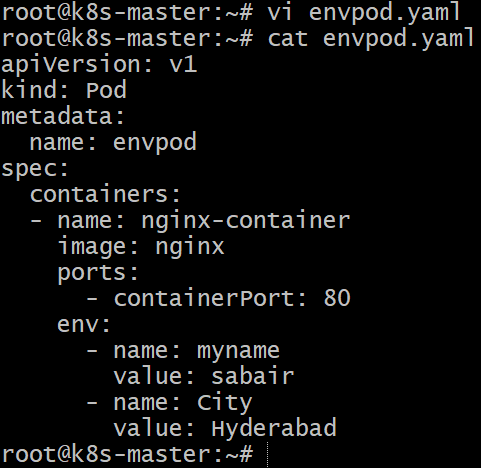 root@k8s-master:~# vi envpod.yaml
root@k8s-master:~# cat envpod.yaml
apiVersion: v1
kind: Pod
metadata:
  name: envpod
spec:
  containers:
  - name: nginx-container
    image: nginx
    ports:
      - containerPort: 80
    env:
      - name: myname
        value: sabair
      - name: City
        value: Hyderabad
root@k8s-master:~#